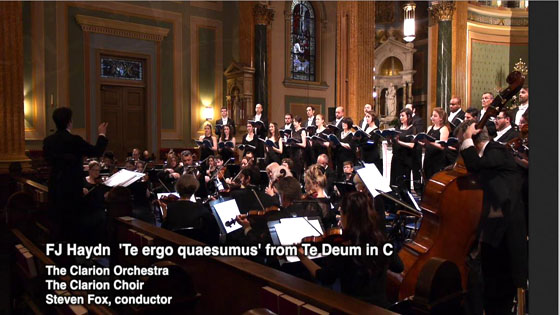 FJ Haydn 'Te ergo quaesumus' from Te Deum in C
The Clarion Orchestra
The Clarion Choir
Steven Fox, conductor